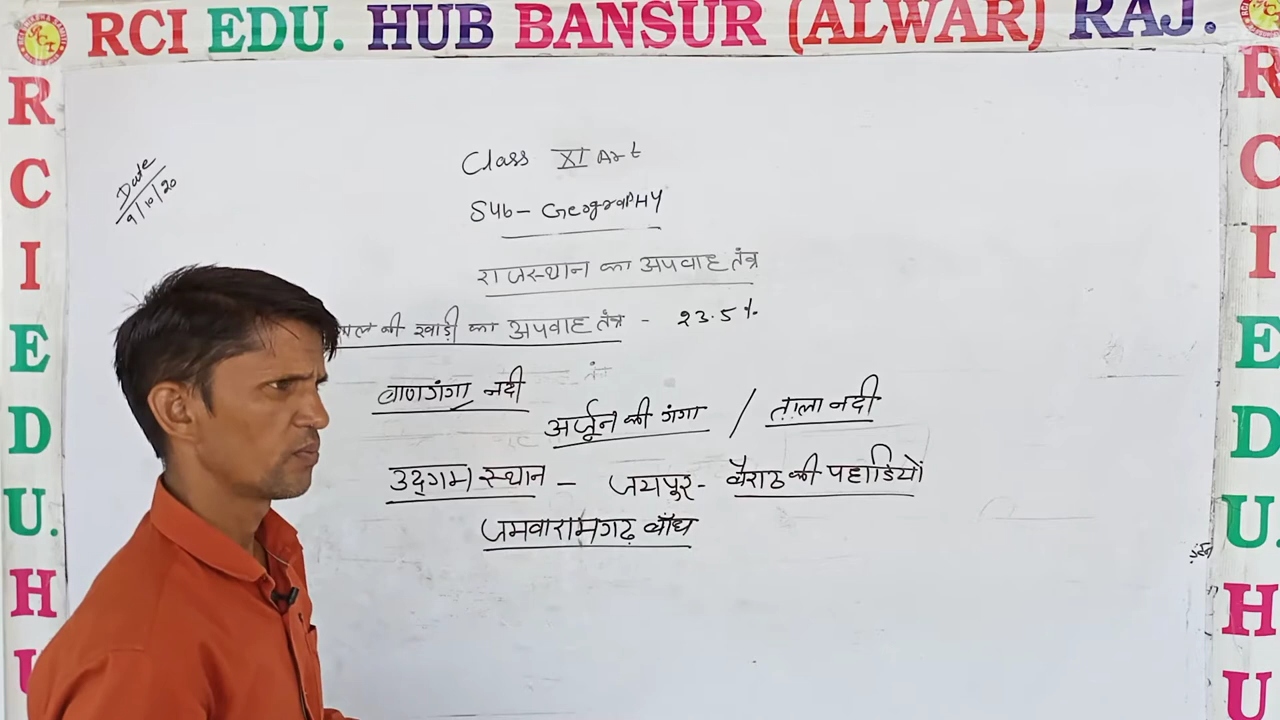 RCI EDU. HUB BANSUR (ALWAR) RAJ.
R
C
I
E
D
U.
H
Date
9/10/20
Class XI Art
Sub- GeograPHY
राजस्थान का अपवाह तंत्र
की खाड़ी का अपवाह तंत्र - 23.5%
बाणगंगा नदी
अर्जून की गंगा / ताला नदी
उद्गम स्थान - जयपुर- बैराठ की पहाडियों
जमवारामगढ़ बाँध
R
C
I
E
D
U.
H
U